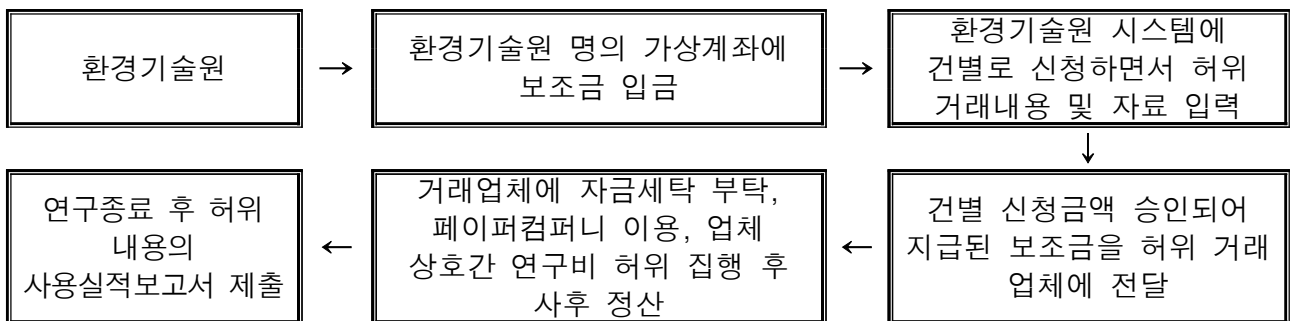 환경기술원
→
환경기술원 명의 가상계좌에
보조금 입금
→
환경기술원 시스템에
건별로 신청하면서 허위
거래내용 및 자료 입력
↓
건별 신청금액 승인되어
지급된 보조금을 허위 거래
업체에 전달
←
거래업체에 자금세탁 부탁,
페이퍼컴퍼니 이용, 업체
상호간 연구비 허위 집행 후
사후 정산
←
연구종료 후 허위
내용의
사용실적보고서 제출